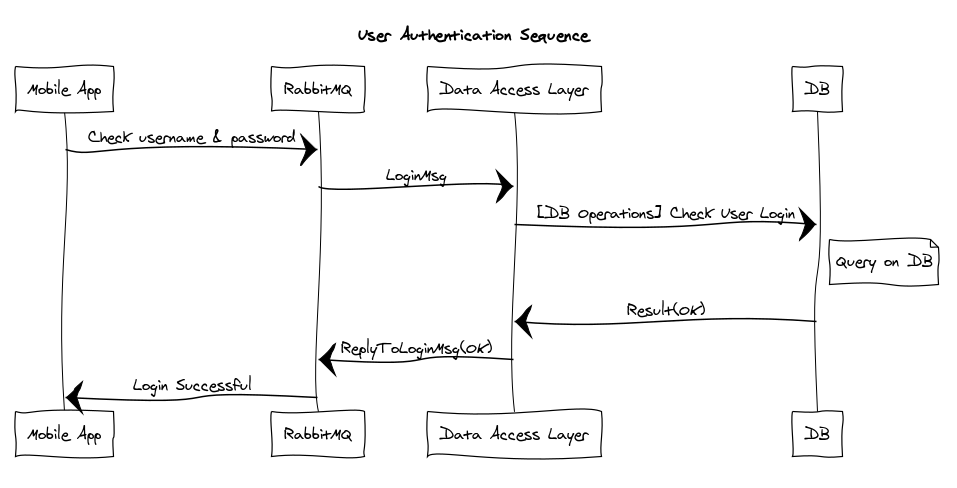 User Authentication Sequence
Mobile App
RabbitMQ
Data Access Layer
DB
Check username & password
LoginMsg
[DB Operations] Check User Login
Query on DB
Result(OK)
ReplyToLoginMsg(OK)
Login Successful
Mobile App
RabbitMQ
Data Access Layer
DB